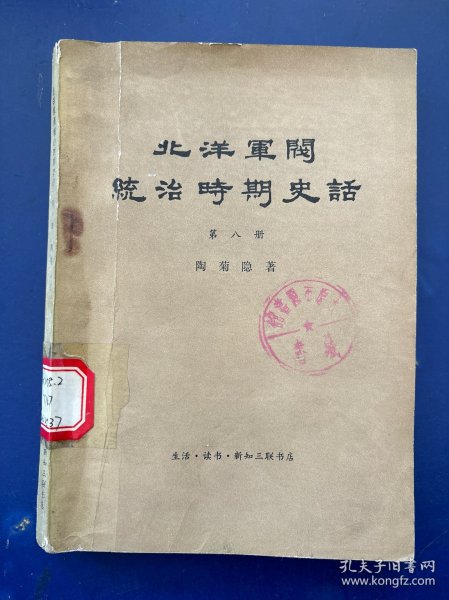 北洋軍閥
統治時期史話
第八册
陶菊隐著
生活·读书·新知三联书店
孔夫子旧书网
www.kongfz.com